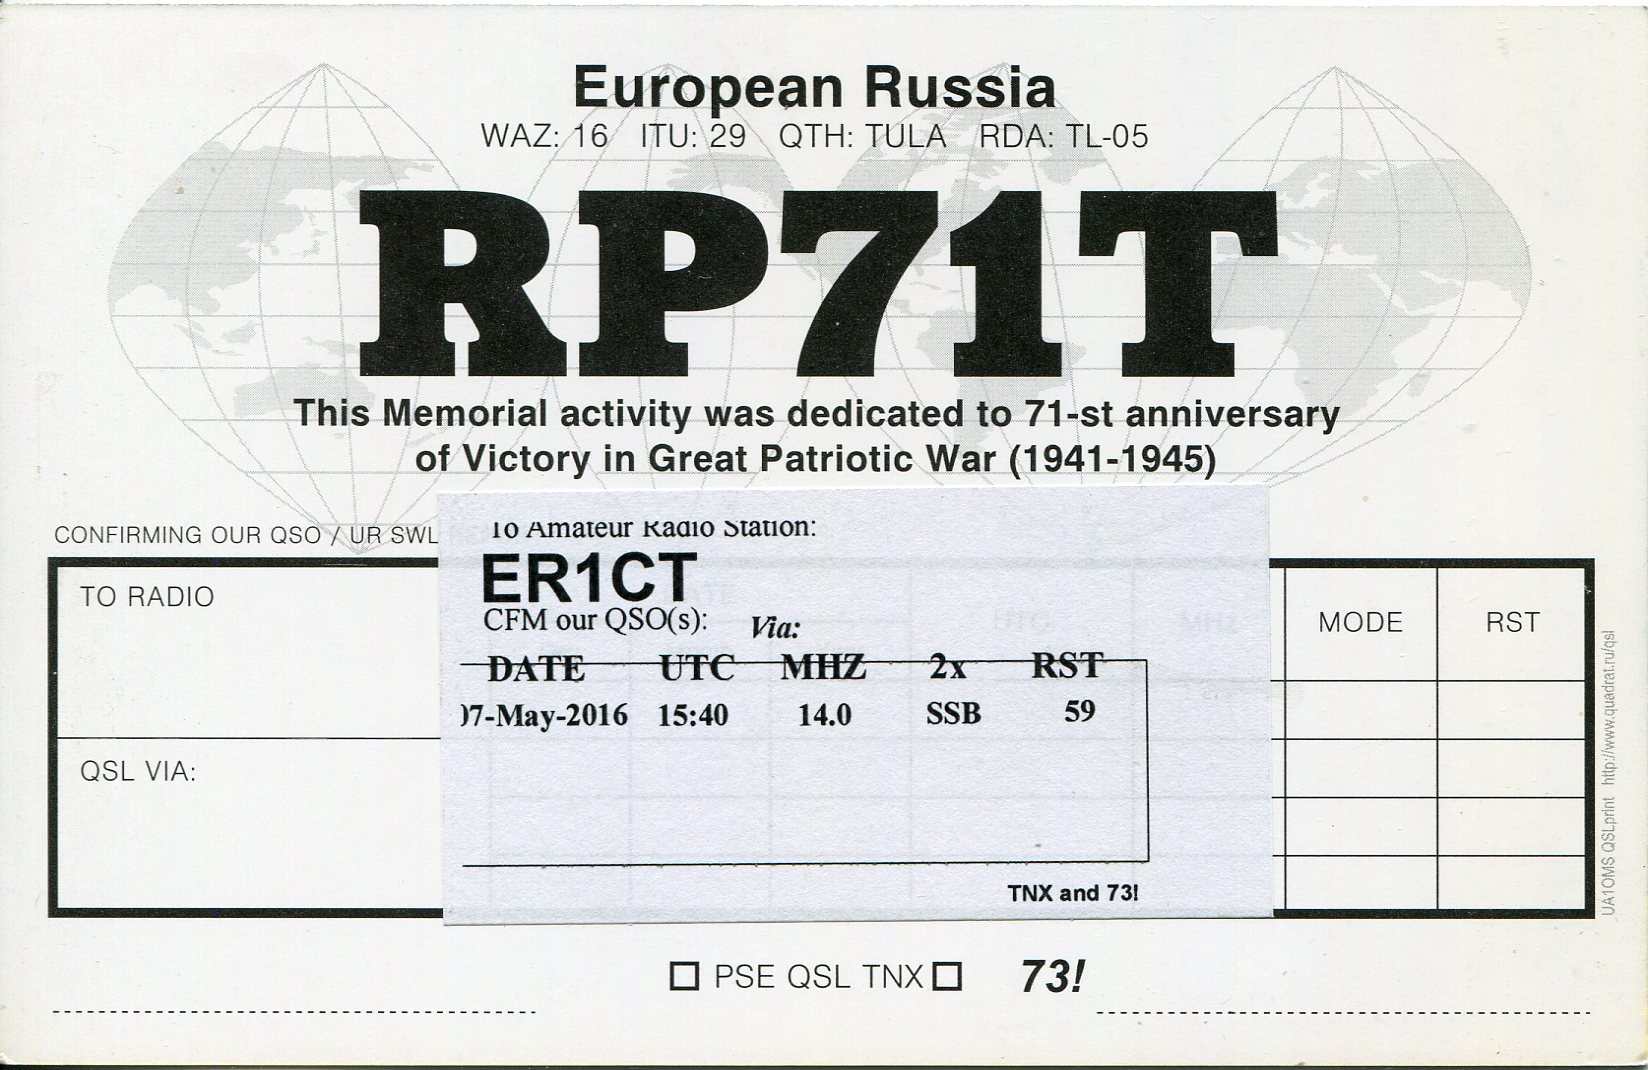 European Russia
WAZ: 16 ITU: 29 QTH: TULA RDA: TL-05
RP71T
This Memorial activity was dedicated to 71-st anniversary
of Victory in Great Patriotic War (1941-1945)
CONFIRMING OUR QSO / UR SWL
To Amateur Radio Station:
ER1CT
CFM our QSO(s): Via:
DATE UTC MHZ 2x RST
07-May-2016 15:40 14.0 SSB 59
TNX and 73!
TO RADIO
QSL VIA:
MODE RST
UA1OMS QSLprint http://www.quadrat.ru/qsl
PSE QSL TNX 73!